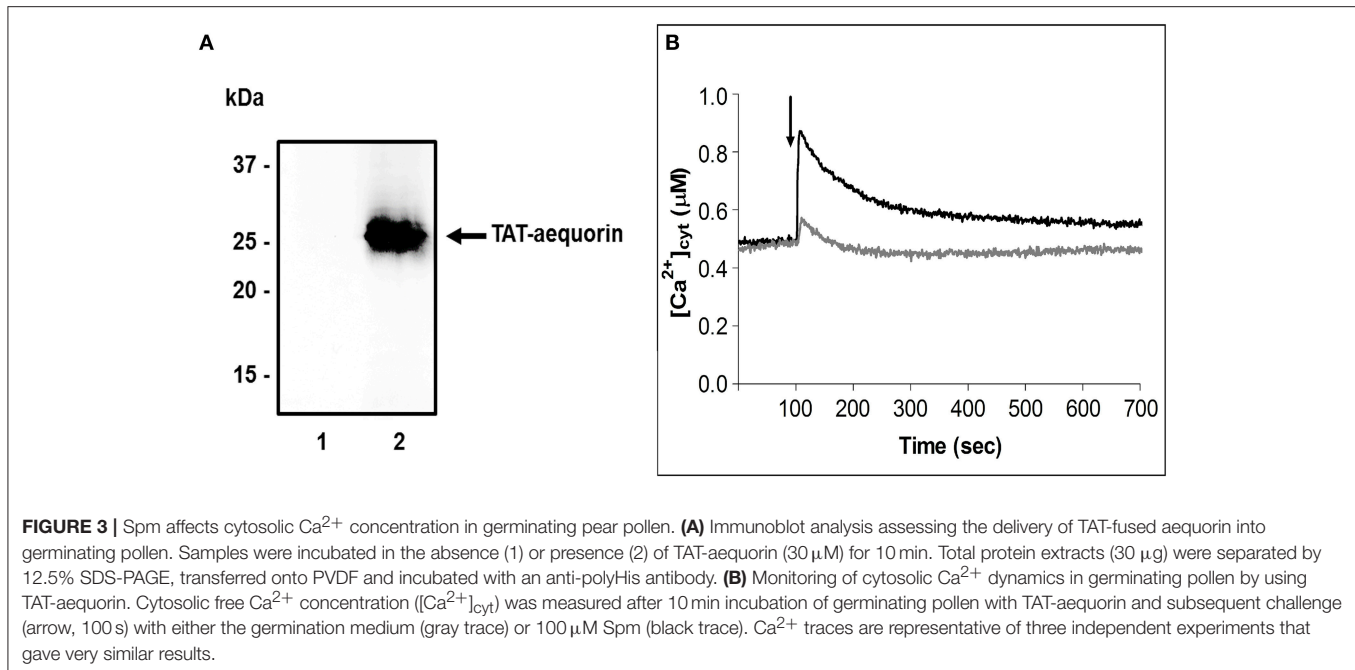 A
kDa
37 -
25 -
20 -
15 -
TAT-aequorin
1 2
B
[Ca2+]cyt (μM)
1.0
0.8
0.6
0.4
0.2
0.0
100 200 300 400 500 600 700
Time (sec)
FIGURE 3 | Spm affects cytosolic Ca2+ concentration in germinating pear pollen. (A) Immunoblot analysis assessing the delivery of TAT-fused aequorin into
germinating pollen. Samples were incubated in the absence (1) or presence (2) of TAT-aequorin (30 μM) for 10 min. Total protein extracts (30 μg) were separated by
12.5% SDS-PAGE, transferred onto PVDF and incubated with an anti-polyHis antibody. (B) Monitoring of cytosolic Ca2+ dynamics in germinating pollen by using
TAT-aequorin. Cytosolic free Ca2+ concentration ([Ca2+]cyt) was measured after 10 min incubation of germinating pollen with TAT-aequorin and subsequent challenge
(arrow, 100 s) with either the germination medium (gray trace) or 100 μM Spm (black trace). Ca2+ traces are representative of three independent experiments that
gave very similar results.